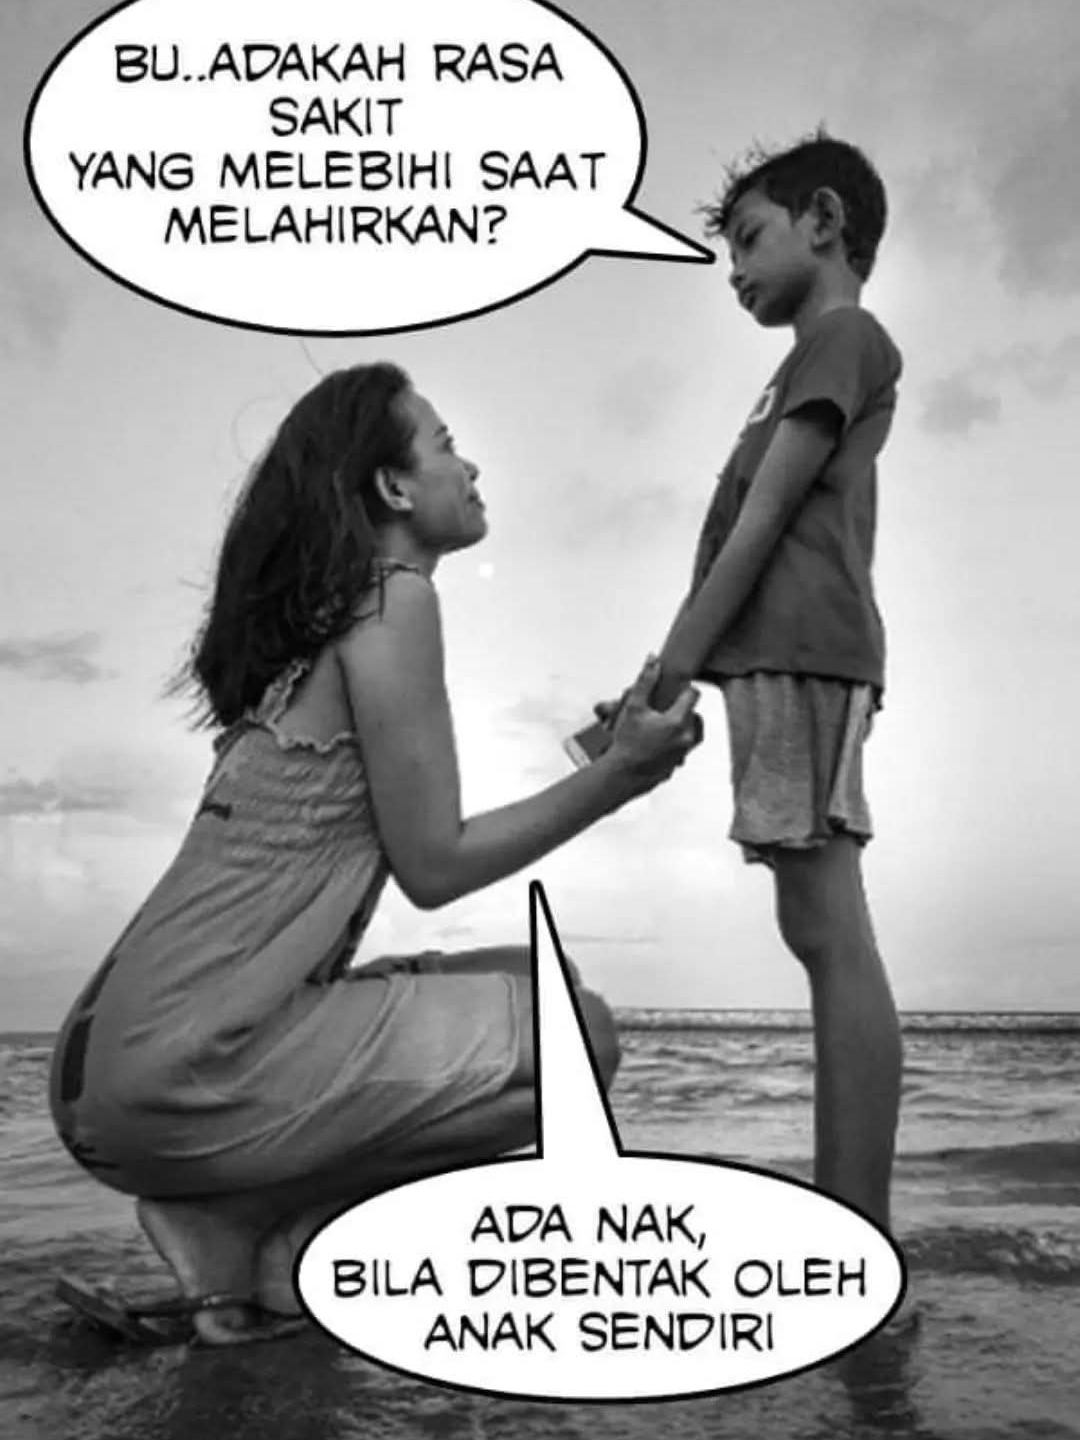 BU..ADAKAH RASA
SAKIT
YANG MELEBIHI SAAT
MELAHIRKAN?
ADA NAK,
BILA DIBENTAK OLEH
ANAK SENDIRI